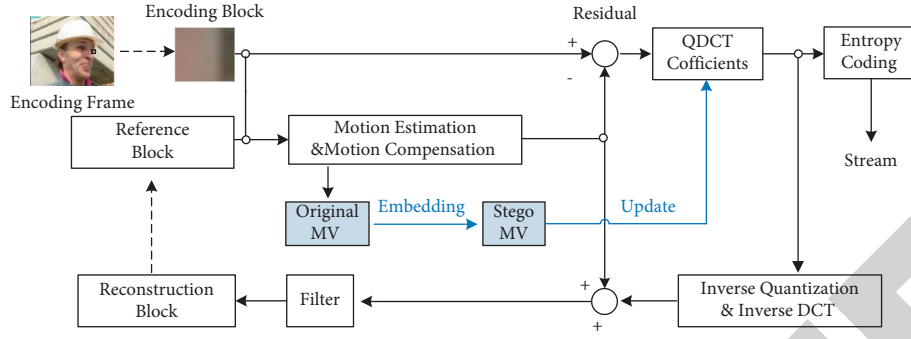 Encoding Block
Residual
+
-
QDCT
Cofficients
Entropy
Coding
Encoding Frame
Reference
Block
Motion Estimation
&Motion Compensation
Stream
Original
MV
Embedding
Stego
MV
Update
Reconstruction
Block
Filter
+
+
Inverse Quantization
& Inverse DCT